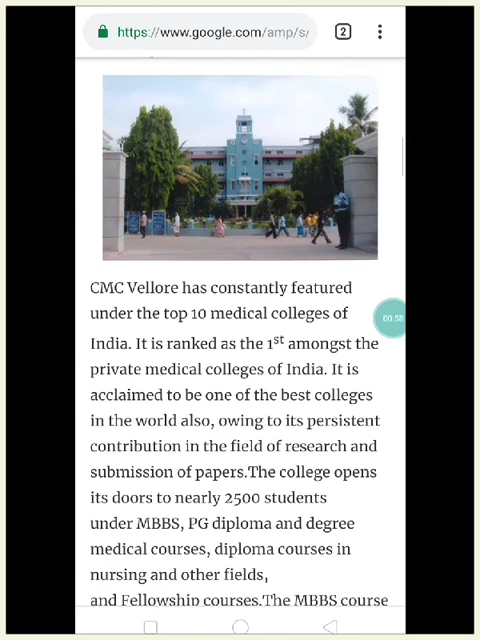 https://www.google.com/amp/s/
2
CMC Vellore has constantly featured
under the top 10 medical colleges of
India. It is ranked as the 1st amongst the
private medical colleges of India. It is
acclaimed to be one of the best colleges
in the world also, owing to its persistent
contribution in the field of research and
submission of papers.The college opens
its doors to nearly 2500 students
under MBBS, PG diploma and degree
medical courses, diploma courses in
nursing and other fields,
and Fellowship courses.The MBBS course
00:58